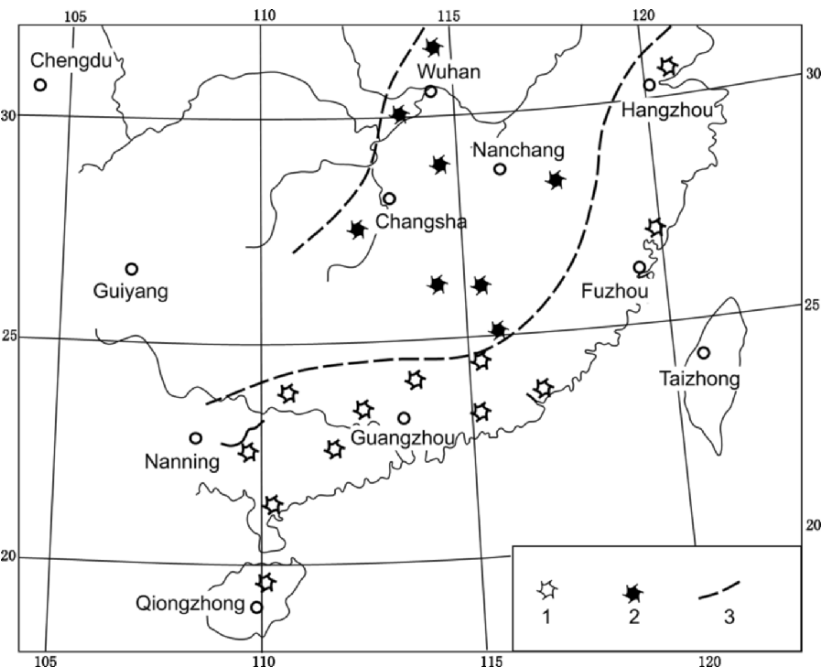 105 110 115 120
Chengdu
Wuhan
30
Hangzhou
30
Nanchang
Changsha
Guiyang
Fuzhou
25
25
Taizhong
Guangzhou
Nanning
20
20
Qiongzhong
1 2 3
105 110 115 120